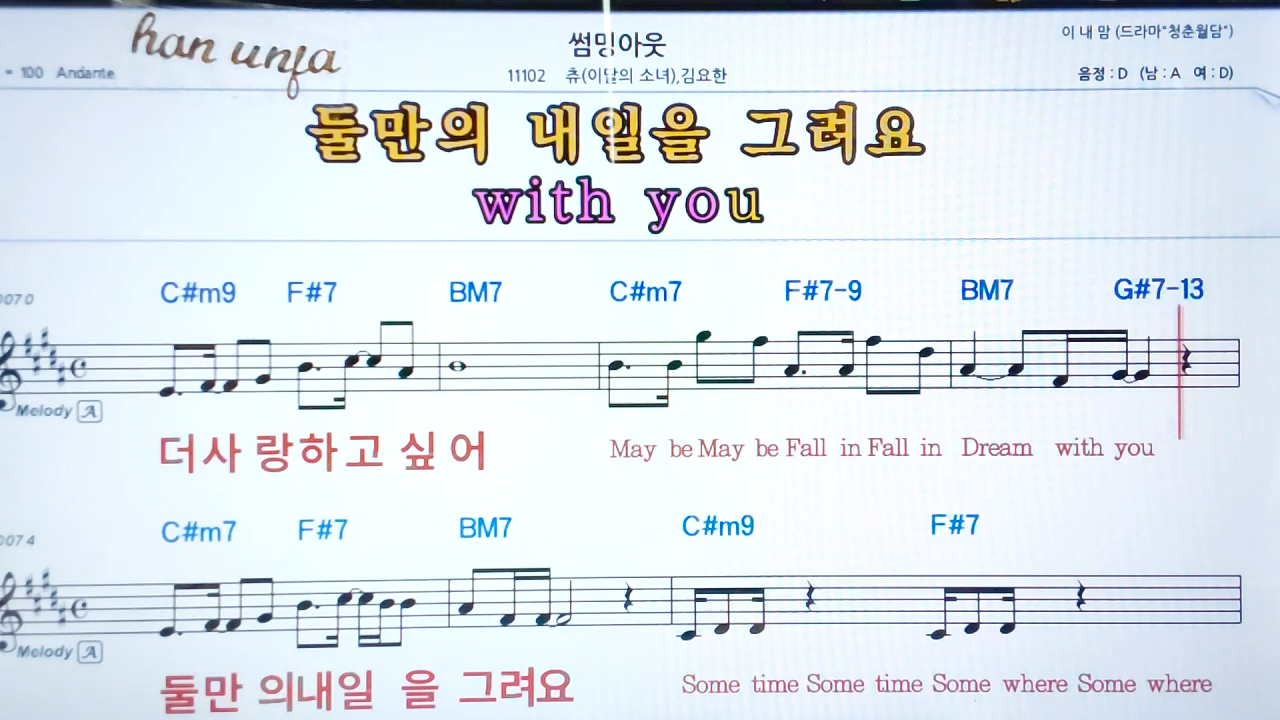 han unfa
썸밍아웃
이 내 맘 (드라마"청춘월담")
= 100 Andante
11102 츄(이달의 소녀),김요한
음정 : D (남 : A 여 : D)
둘만의 내일을 그려요
with you
0070
C#m9 F#7 BM7 C#m7 F#7-9 BM7 G#7-13
Melody A
더사 랑하고 싶 어 May be May be Fall in Fall in Dream with you
0074
C#m7 F#7 BM7 C#m9 F#7
Melody A
둘만 의내일 을 그려요 Some time Some time Some where Some where